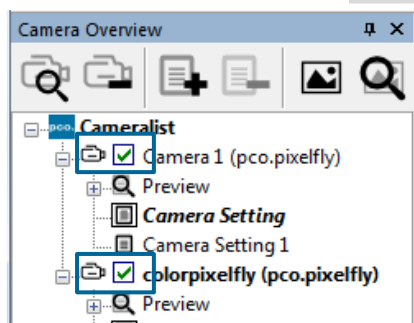 Camera Overview
pco. Cameralist
Camera 1 (pco.pixelfly)
Preview
Camera Setting
Camera Setting 1
colorpixelfly (pco.pixelfly)
Preview